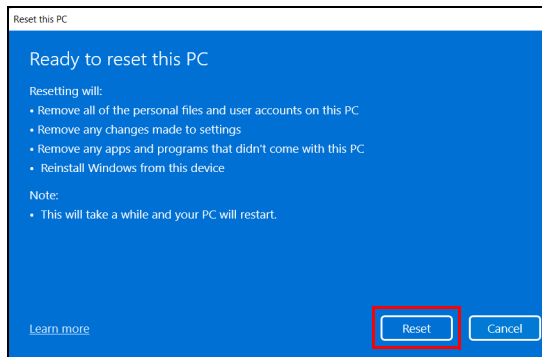 Reset this PC
Ready to reset this PC
Resetting will:
• Remove all of the personal files and user accounts on this PC
• Remove any changes made to settings
• Remove any apps and programs that didn't come with this PC
• Reinstall Windows from this device
Note:
• This will take a while and your PC will restart.
Learn more
Reset
Cancel